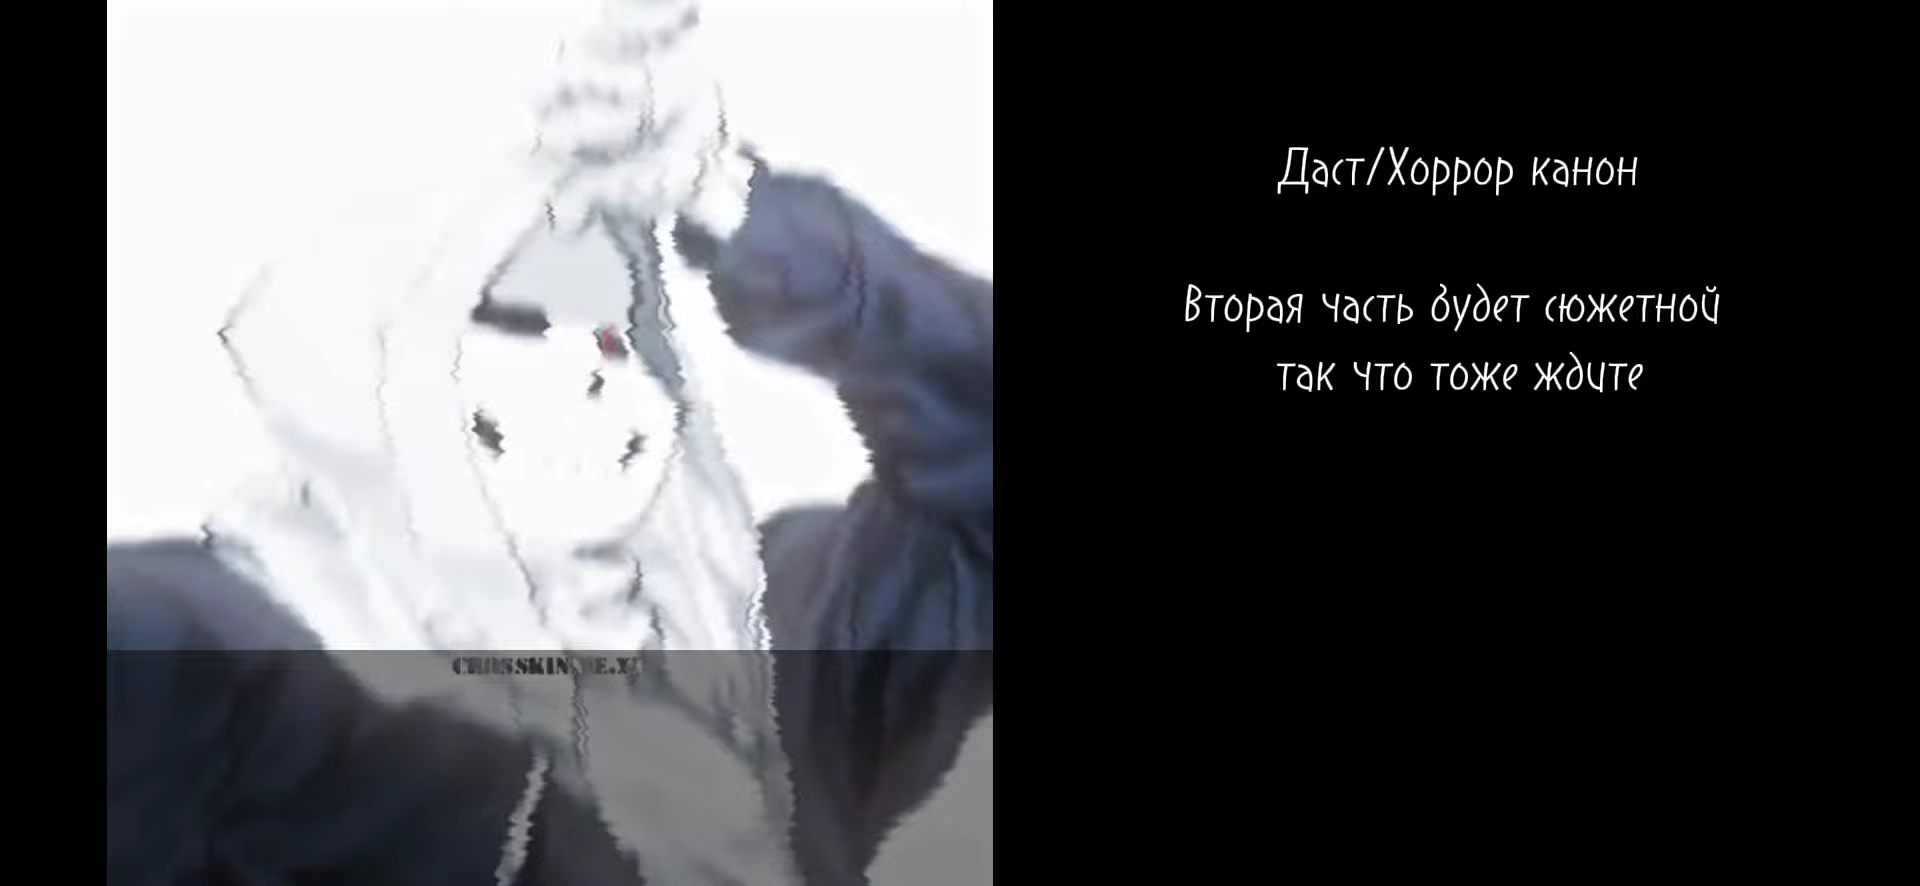 Даст/Хоррор канон
Вторая часть будет сюжетной
так что тоже ждите